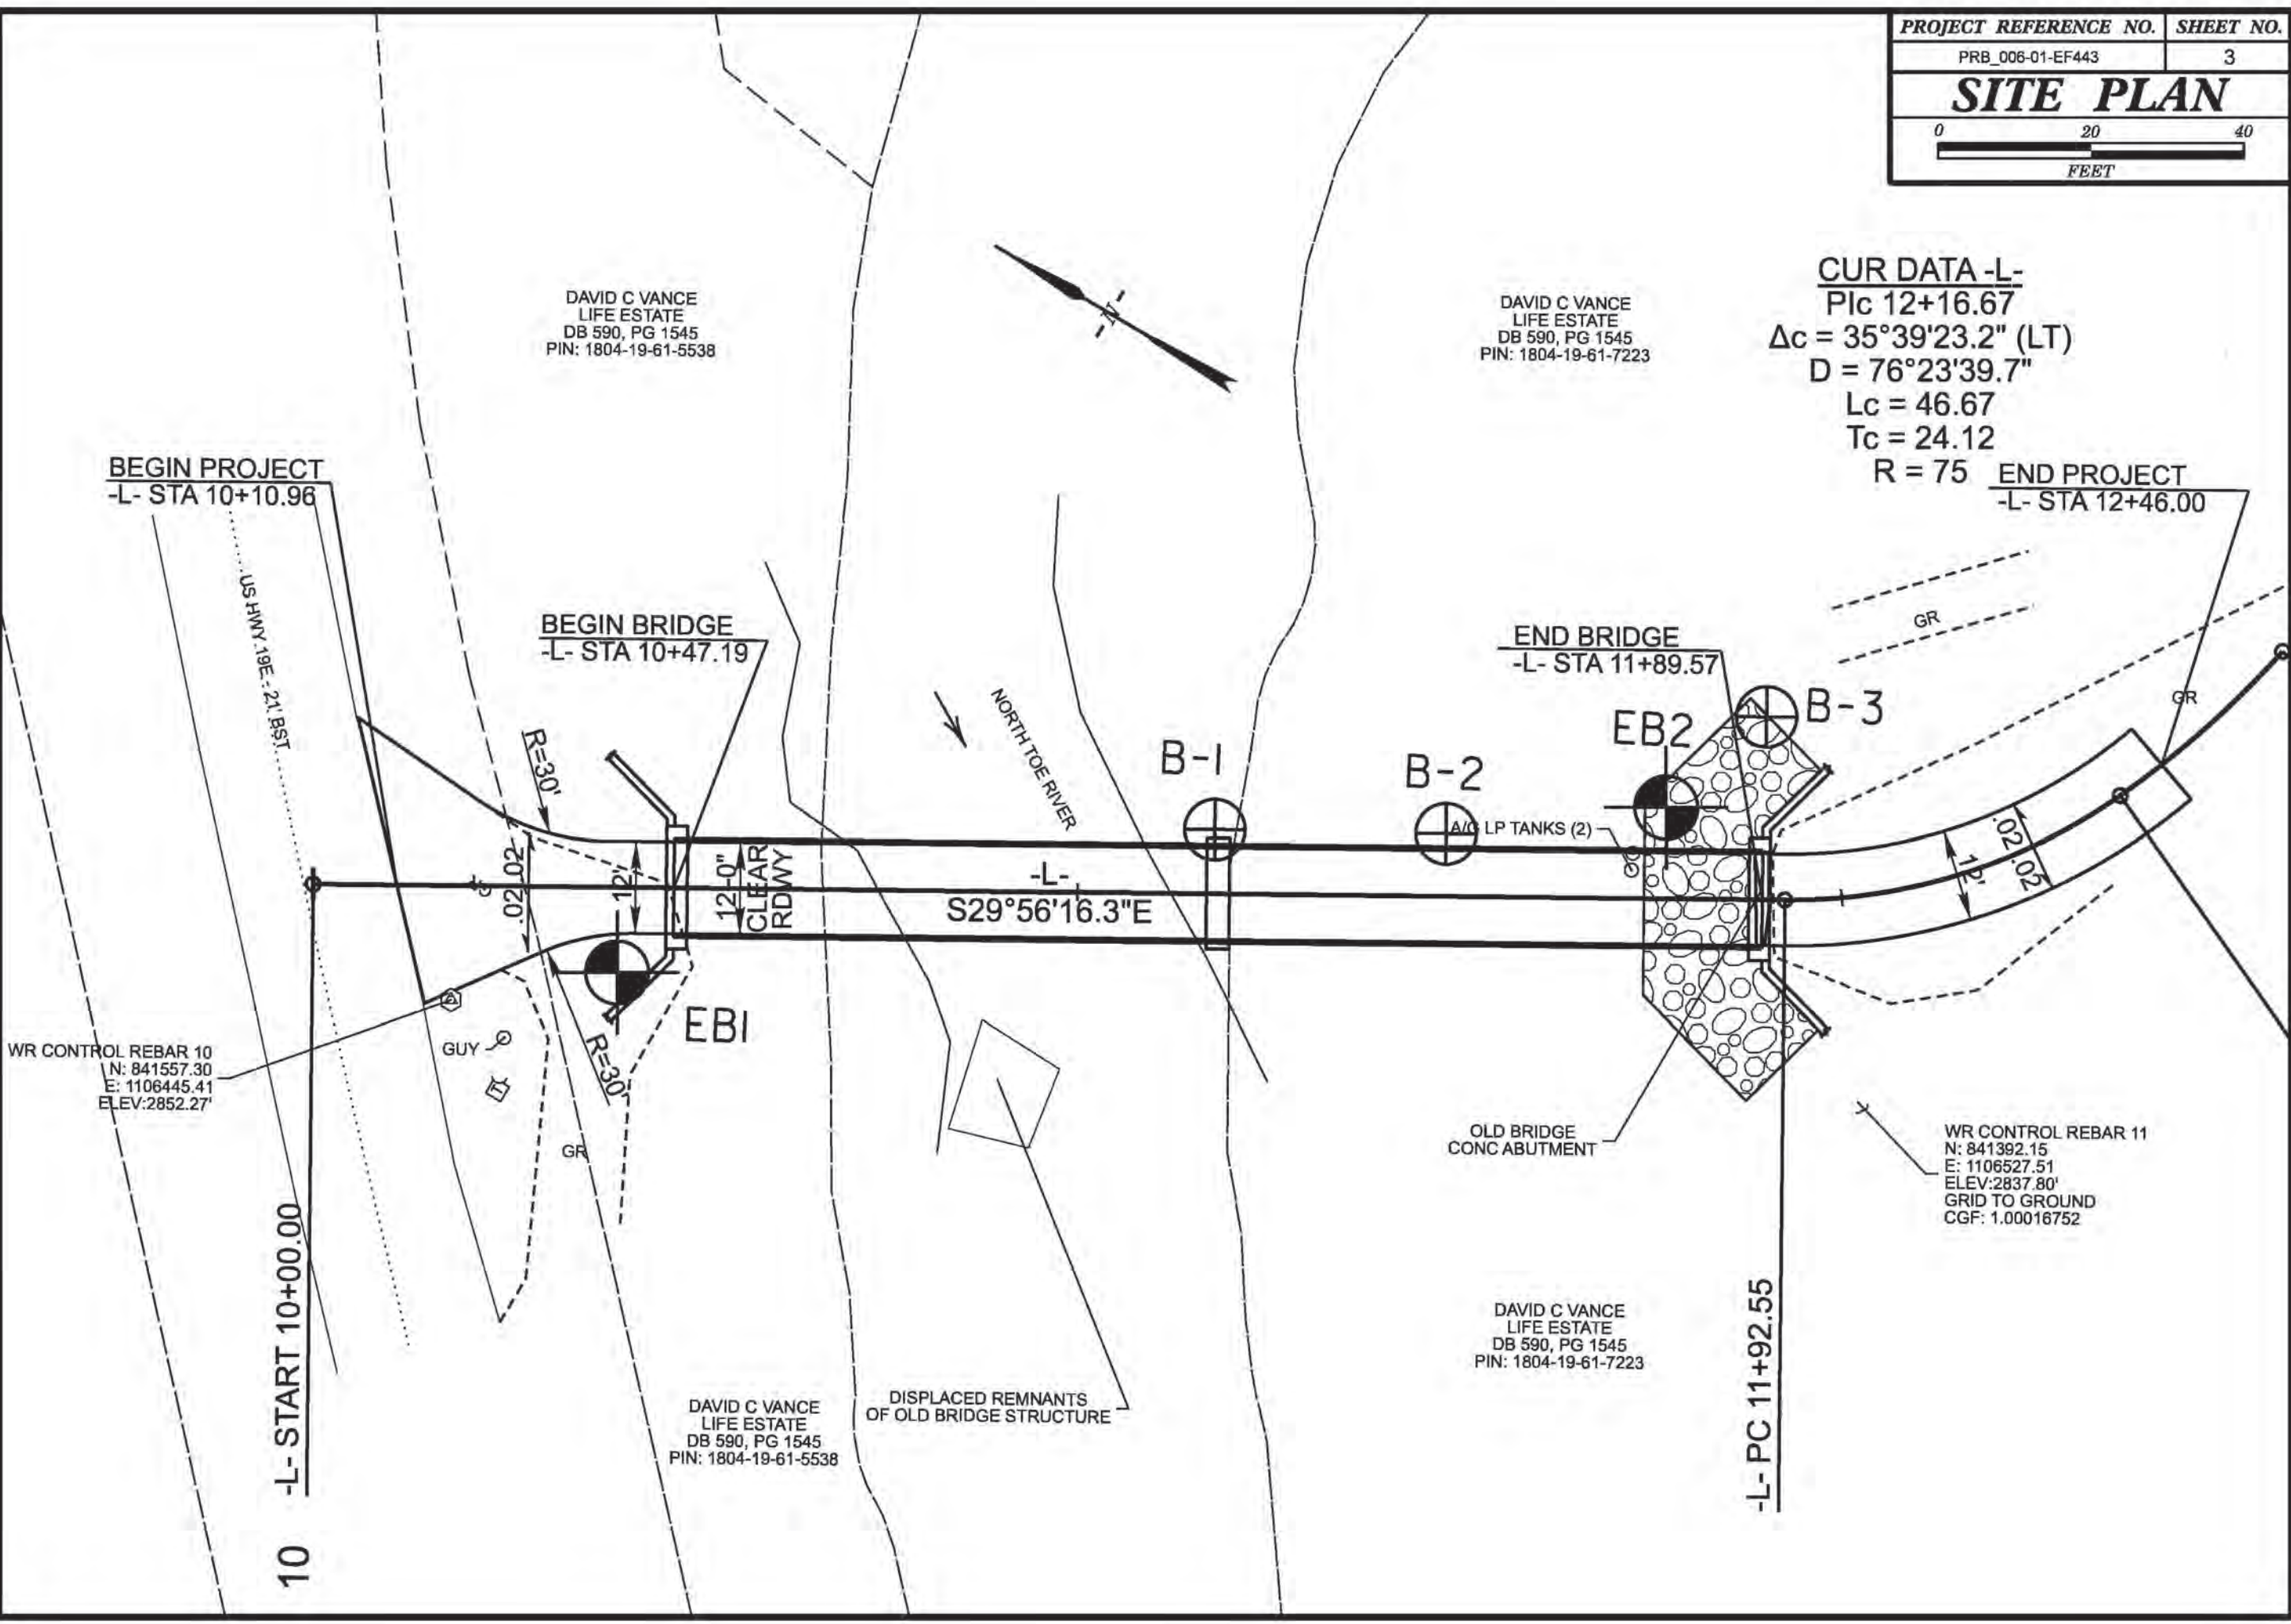 PROJECT REFERENCE NO. SHEET NO.
PRB_006-01-EF443 3
SITE PLAN
0 20 40
FEET
CUR DATA -L-
PIc 12+16.67
Δc = 35°39'23.2" (LT)
D = 76°23'39.7"
Lc = 46.67
Tc = 24.12
R = 75
END PROJECT
-L- STA 12+46.00
DAVID C VANCE
LIFE ESTATE
DB 590, PG 1545
PIN: 1804-19-61-5538
N
DAVID C VANCE
LIFE ESTATE
DB 590, PG 1545
PIN: 1804-19-61-7223
BEGIN PROJECT
-L- STA 10+10.96
US HWY 19E - 21' BST
BEGIN BRIDGE
-L- STA 10+47.19
END BRIDGE
-L- STA 11+89.57
GR
GR
NORTH TOE RIVER
R=30'
B-1
B-2
EB2
B-3
A/G LP TANKS (2)
.02 .02
12'
12'-0"
CLEAR
RDWY
-L-
S29°56'16.3"E
12'
.02 .02
EB1
R=30'
GUY
GR
WR CONTROL REBAR 10
N: 841557.30
E: 1106445.41
ELEV:2852.27'
OLD BRIDGE
CONC ABUTMENT
WR CONTROL REBAR 11
N: 841392.15
E: 1106527.51
ELEV:2837.80'
GRID TO GROUND
CGF: 1.00016752
-L- START 10+00.00
10
DAVID C VANCE
LIFE ESTATE
DB 590, PG 1545
PIN: 1804-19-61-5538
DISPLACED REMNANTS
OF OLD BRIDGE STRUCTURE
DAVID C VANCE
LIFE ESTATE
DB 590, PG 1545
PIN: 1804-19-61-7223
-L- PC 11+92.55